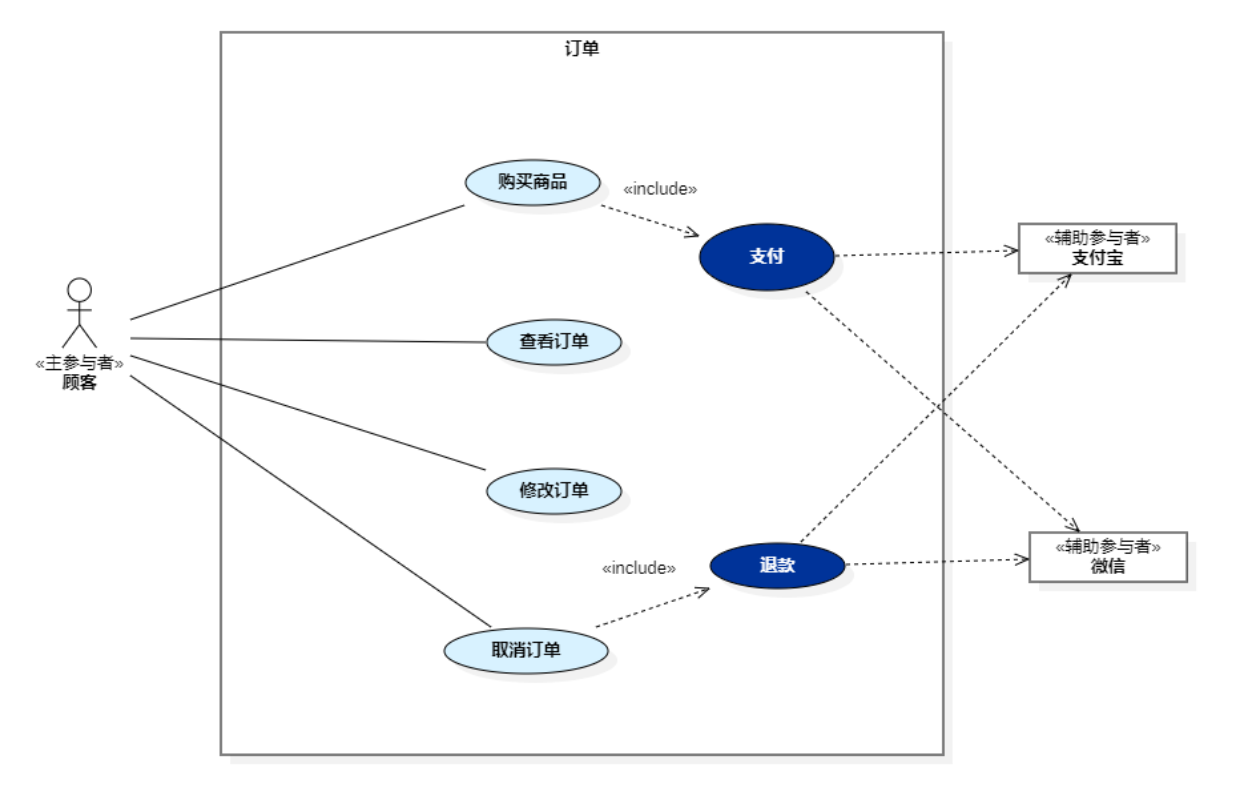 订单
购买商品
«include»
支付
«辅助参与者»
支付宝
«主参与者»
顾客
查看订单
修改订单
«include»
退款
«辅助参与者»
微信
取消订单